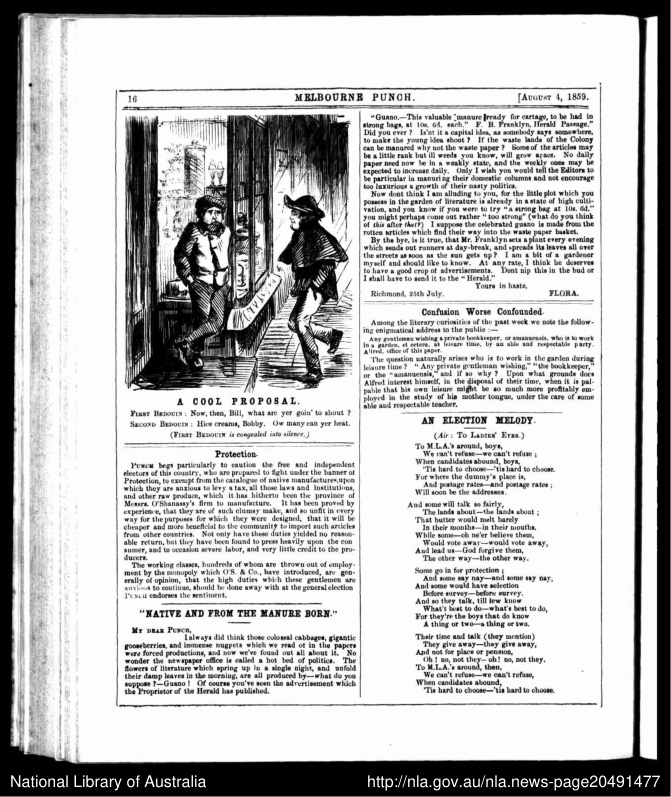 16
MELBOURNE PUNCH.
[August 4, 1859.
A COOL PROPOSAL.
First Bedouin : Now, then, Bill, what are yer goin' to shout ?
Second Bedouin : Hice creams, Bobby. Ow many can yer heat.
(First Bedouin is congealed into silence.)
Protection.
Punch begs particularly to caution the free and independent
electors of this country, who are prepared to fight under the banner of
Protection, to exempt from the catalogue of native manufactures, upon
which they are anxious to levy a tax, all those laws and institutions,
and other raw produce, which it has hitherto been the province of
Messrs. O'Shanassy's firm to manufacture. It has been proved by
experience, that they are of such clumsy make, and so unfit in every
way for the purposes for which they were designed, that it will be
cheaper and more beneficial to the community to import such articles
from other countries. Not only have these duties yielded no reason-
able return, but they have been found to press heavily upon the con
sumer, and to occasion severe labor, and very little credit to the pro-
ducers.
The working classes, hundreds of whom are thrown out of employ-
ment by the monopoly which O'S. & Co., have introduced, are gen-
erally of opinion, that the high duties which these gentlemen are
anxious to continue, should be done away with at the general election
Punch endorses the sentiment.
"NATIVE AND FROM THE MANURE BORN."
My dear Punch,
I always did think those colossal cabbages, gigantic
gooseberries, and immense nuggets which we read of in the papers
were forced productions, and now we've found out all about it. No
wonder the newspaper office is called a hot bed of politics. The
flowers of literature which spring up in a single night, and unfold
their damp leaves in the morning, are all produced by—what do you
suppose ?—Guano ! Of course you've seen the advertisement which
the Proprietor of the Herald has published.
"Guano.—This valuable manure ready for cartage, to be had in
strong bags, at 10s. 6d. each." F. B. Franklyn, Herald Passage."
Did you ever ? Is'nt it a capital idea, as somebody says somewhere,
to make the young idea shoot ? If the waste lands of the Colony
can be manured why not the waste paper ? Some of the articles may
be a little rank but ill weeds you know, will grow apace. No daily
paper need now be in a weakly state, and the weekly ones may be
expected to increase daily. Only I wish you would tell the Editors to
be particular in manuring their domestic columns and not encourage
too luxurious a growth of their nasty politics.
Now dont think I am alluding to you, for the little plot which you
possess in the garden of literature is already in a state of high culti-
vation, and you know if you were to try "a strong bag at 10s. 6d."
you might perhaps come out rather "too strong" (what do you think
of this after that?) I suppose the celebrated guano is made from the
rotten articles which find their way into the waste paper basket.
By the bye, is it true, that Mr. Franklyn sets a plant every evening
which sends out runners at day-break, and spreads its leaves all over
the streets as soon as the sun gets up ? I am a bit of a gardener
myself and should like to know. At any rate, I think he deserves
to have a good crop of advertisements. Dont nip this in the bud or
I shall have to send it to the "Herald,"
Yours in haste,
Richmond, 25th July. FLORA.
Confusion Worse Confounded.
Among the literary curiosities of the past week we note the follow-
ing enigmatical address to the public :—
Any gentleman wishing a private bookkeeper, or amanuensis, who is to work
in a garden, et cetera, at leisure time, by an able and respectable party.
Alfred, office of this paper.
The question naturally arises who is to work in the garden during
leisure time ? "Any private gentleman wishing," "the bookkeeper,"
or the "amanuensis," and if so why ? Upon what grounds does
Alfred interest himself, in the disposal of their time, when it is pal-
pable that his own leisure might be so much more profitably em-
ployed in the study of his mother tongue, under the care of some
able and respectable teacher.
AN ELECTION MELODY.
(Air : To Ladies' Eyes.)
To M.L.A.'s around, boys,
We can't refuse—we can't refuse ;
When candidates abound, boys,
'Tis hard to choose—'tis hard to choose.
For where the dummy's place is,
And postage rates—and postage rates ;
Will soon be the addresses.
And some will talk so fairly,
The lands about—the lands about ;
That butter would melt barely
In their months—in their mouths.
While some—oh ne'er believe them,
Would vote away—would vote away,
And lead us—God forgive them,
The other way—the other way.
Some go in for protection ;
And some say nay—and some say nay,
And some would have selection
Before survey—before survey.
And so they talk, till few know
What's best to do—what's best to do,
For they're the boys that do know
A thing or two—a thing or two.
Their time and talk (they mention)
They give away—they give away,
And not for place or pension,
Oh ! no, not they—oh ! no, not they.
To M.L.A.'s around, then,
We can't refuse—we can't refuse,
When candidates abound,
'Tis hard to choose—'tis hard to choose.
National Library of Australia
http://nla.gov.au/nla.news-page20491477